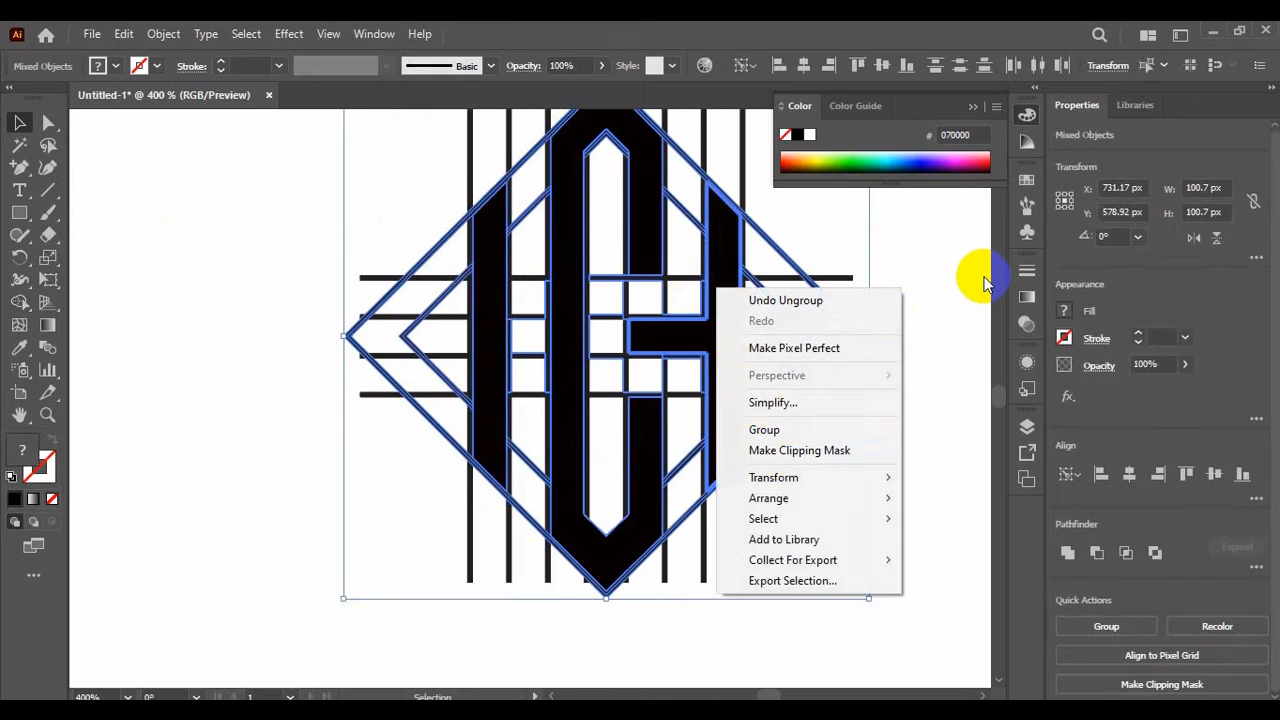 Ai File Edit Object Type Select Effect View Window Help
Mixed Objects ? Stroke: Basic Opacity: 100% Style: Transform
Untitled-1* @ 400 % (RGB/Preview) ×
Color Color Guide
# 070000
Properties Libraries
Mixed Objects
Transform
X: 731.17 px W: 100.7 px
Y: 578.92 px H: 100.7 px
0°
Appearance
? Fill
Stroke
Opacity 100%
fx
Align
Pathfinder
Expand
Quick Actions
Group Recolor
Align to Pixel Grid
Make Clipping Mask
Undo Ungroup
Redo
Make Pixel Perfect
Perspective
Simplify...
Group
Make Clipping Mask
Transform
Arrange
Select
Add to Library
Collect For Export
Export Selection...
?
400% 0° 1 Selection